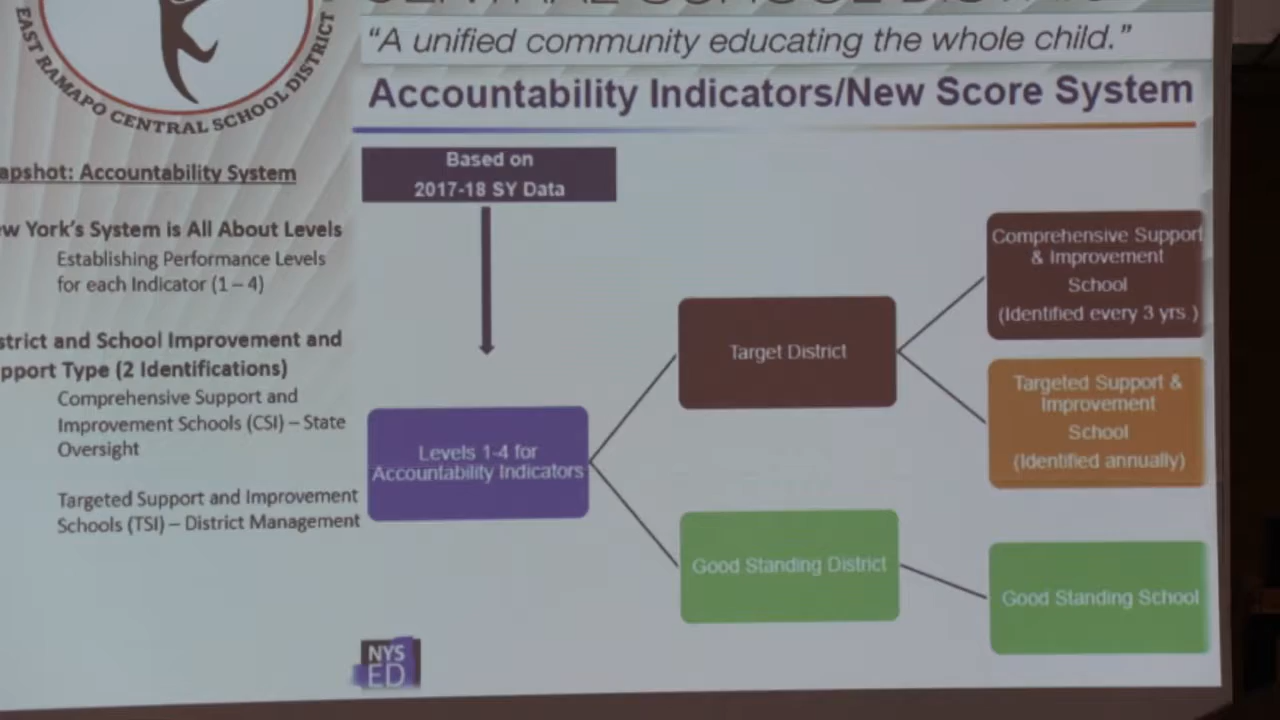 EAST RAMAPO CENTRAL SCHOOL DISTRICT
CENTRAL SCHOOL DISTRICT
“A unified community educating the whole child.”
Accountability Indicators/New Score System
apshot: Accountability System
ew York's System is All About Levels
Establishing Performance Levels
for each Indicator (1 – 4)
strict and School Improvement and
pport Type (2 Identifications)
Comprehensive Support and
Improvement Schools (CSI) – State
Oversight
Targeted Support and Improvement
Schools (TSI) – District Management
Based on
2017-18 SY Data
Levels 1-4 for
Accountability Indicators
Target District
Good Standing District
Comprehensive Support
& Improvement
School
(Identified every 3 yrs.)
Targeted Support &
Improvement
School
(Identified annually)
Good Standing School
NYS
ED